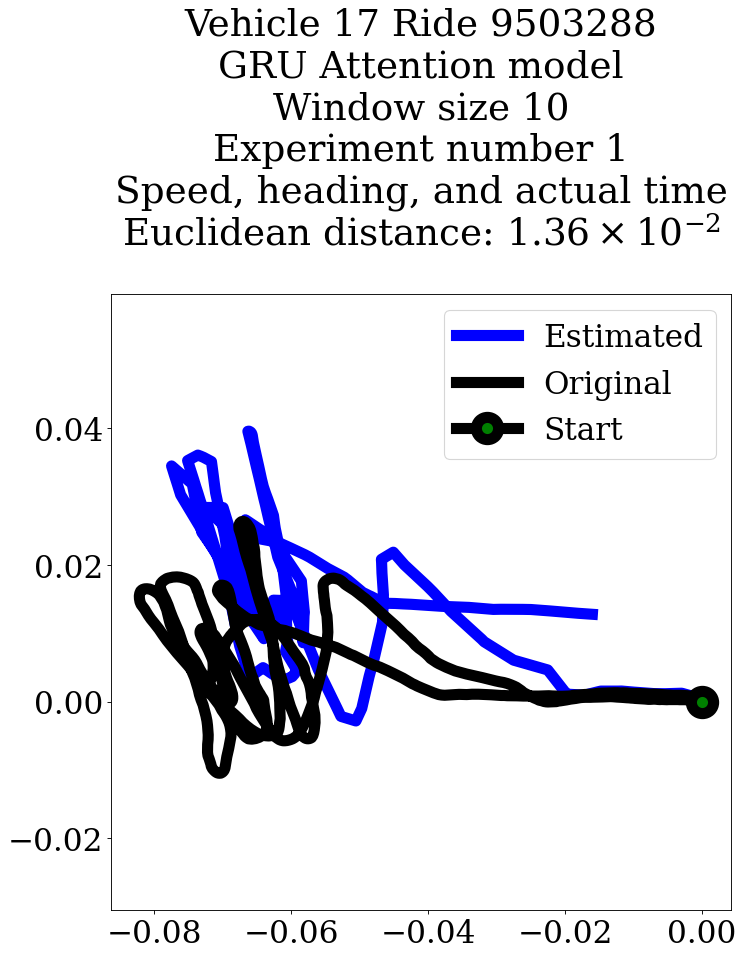 Vehicle 17 Ride 9503288
GRU Attention model
Window size 10
Experiment number 1
Speed, heading, and actual time
Euclidean distance: 1.36 × 10⁻²
Estimated
Original
Start
0.04
0.02
0.00
−0.02
−0.08 −0.06 −0.04 −0.02 0.00